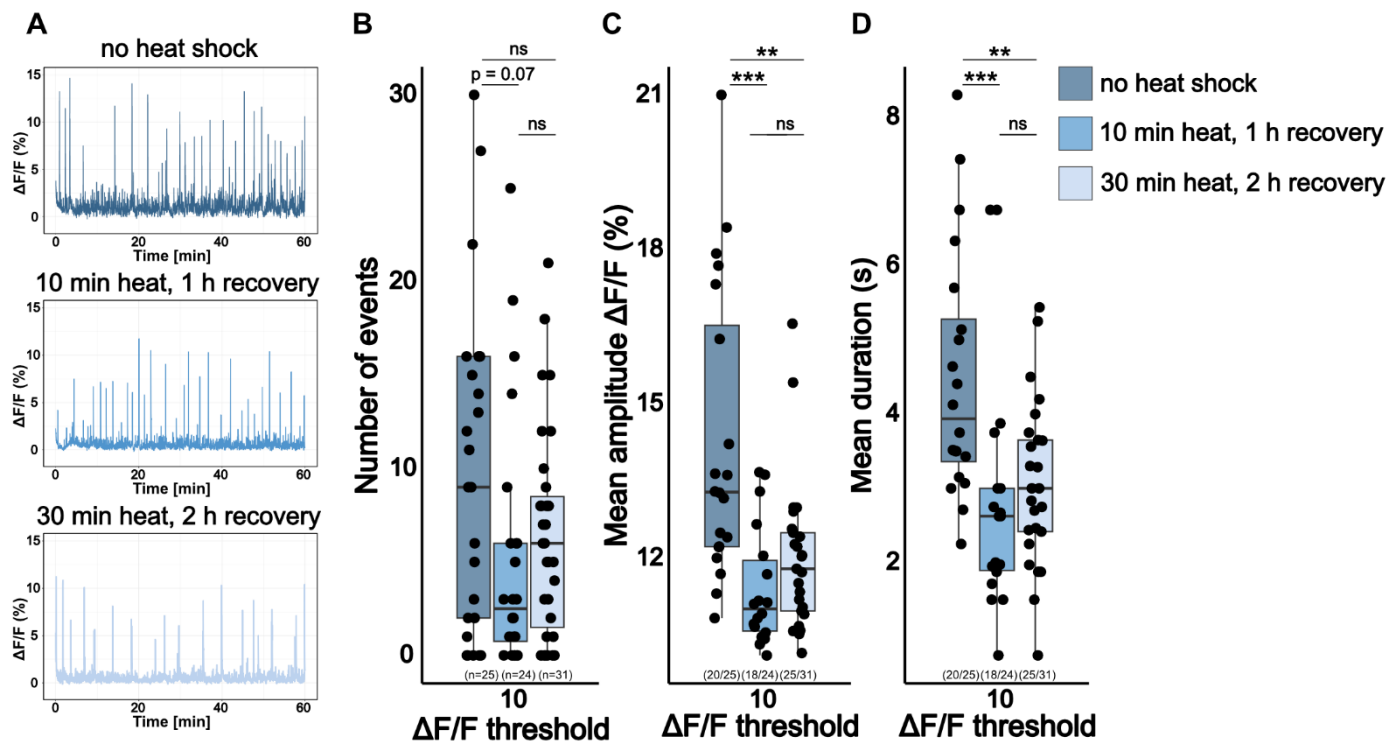 A
no heat shock
ΔF/F (%)
15
10
5
0
0 20 40 60
Time [min]
10 min heat, 1 h recovery
ΔF/F (%)
15
10
5
0
0 20 40 60
Time [min]
30 min heat, 2 h recovery
ΔF/F (%)
15
10
5
0
0 20 40 60
Time [min]
B
ns
p = 0.07
ns
Number of events
30
20
10
0
(n=25) (n=24) (n=31)
10
ΔF/F threshold
C
**
***
ns
Mean amplitude ΔF/F (%)
21
18
15
12
(20/25) (18/24) (25/31)
10
ΔF/F threshold
D
**
***
ns
Mean duration (s)
8
6
4
2
(20/25) (18/24) (25/31)
10
ΔF/F threshold
no heat shock
10 min heat, 1 h recovery
30 min heat, 2 h recovery